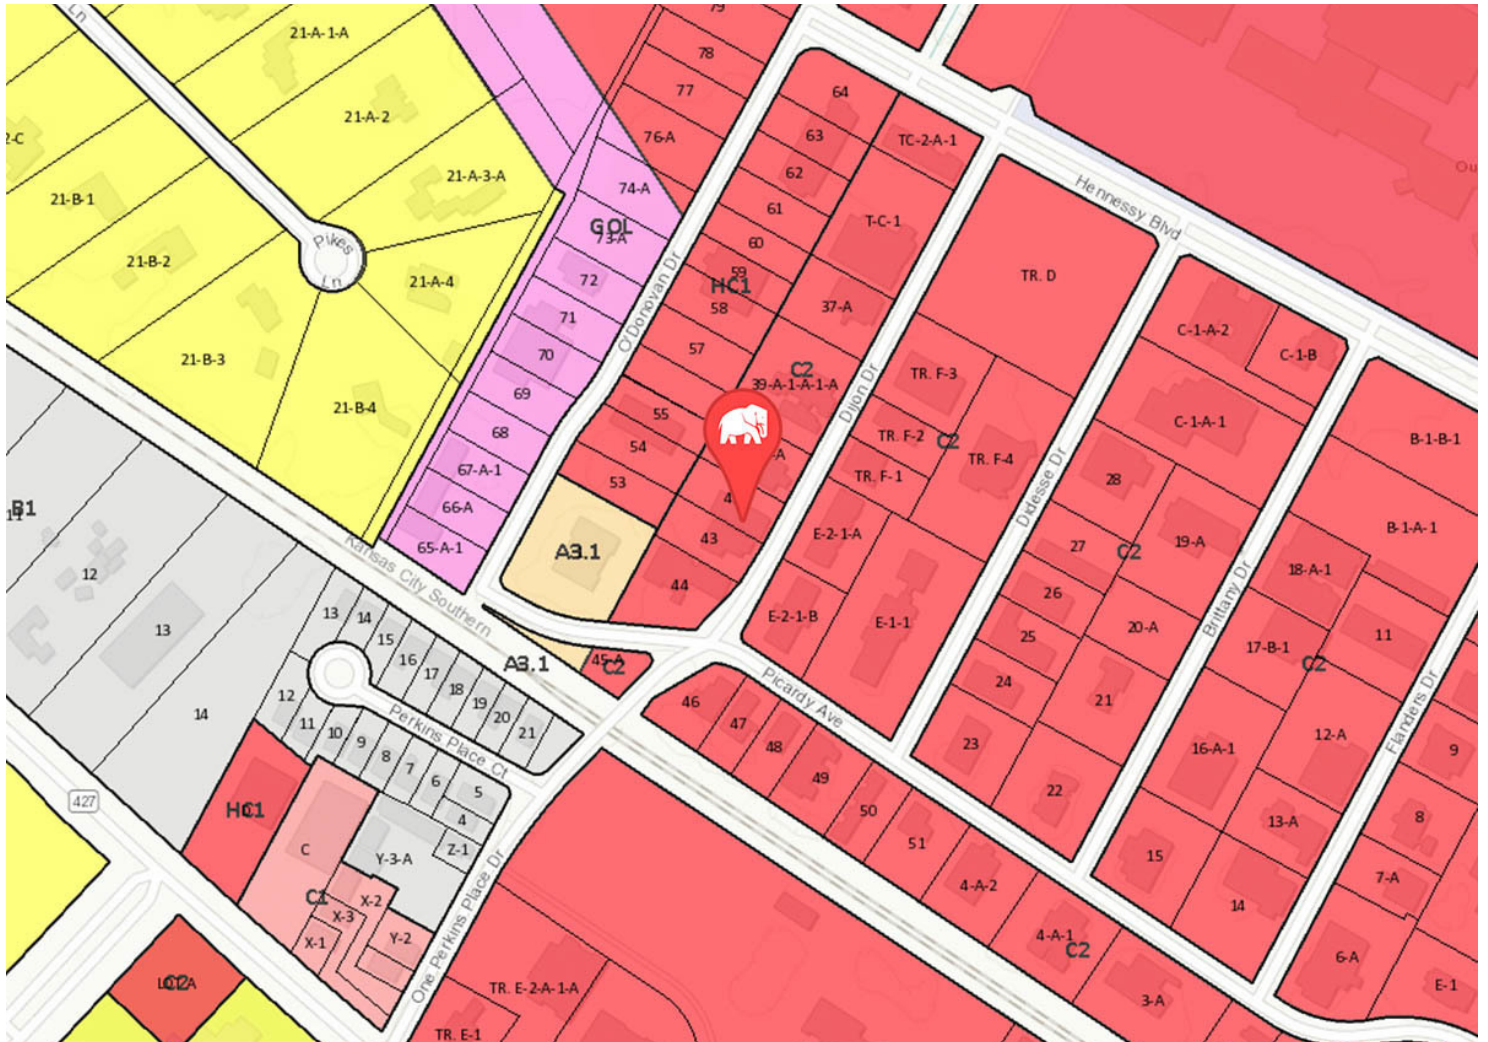 Ln
21-A-1-A
79
78
77
64
21-A-2
2-C
76-A
63
TC-2-A-1
62
21-A-3-A
74-A
Hennessy Blvd
21-B-1
61
T-C-1
GOL
73-A
60
Pikes
Ln
21-B-2
59
HC1
58
21-A-4
72
TR. D
O'Donovan Dr
37-A
71
C-1-A-2
57
70
21-B-3
C-1-B
C2
39-A-1-A-1-A
TR. F-3
69
Dijon Dr
21-B-4
55
C-1-A-1
68
TR. F-2
C2
B-1-B-1
54
67-A-1
TR. F-4
53
TR. F-1
28
Didesse Dr
66-A
B1
B-1-A-1
43
E-2-1-A
19-A
65-A-1
A3.1
27
C2
12
Kansas City Southern
44
18-A-1
26
Brittany Dr
13
13
14
15
16
17
18
19
20
21
E-2-1-B
E-1-1
25
20-A
11
17-B-1
A3.1
45-A
C2
C2
24
12
Picardy Ave
46
21
14
Perkins Place Ct
11
10
9
8
7
6
5
4
47
48
49
50
51
23
16-A-1
12-A
Flanders Dr
9
22
427
HC1
13-A
8
C
Y-3-A
Z-1
15
4-A-2
7-A
C1
X-2
X-3
X-1
Y-2
14
4-A-1
C2
6-A
One Perkins Place Dr
C2
TR. E-2-A-1-A
3-A
E-1
TR. E-1